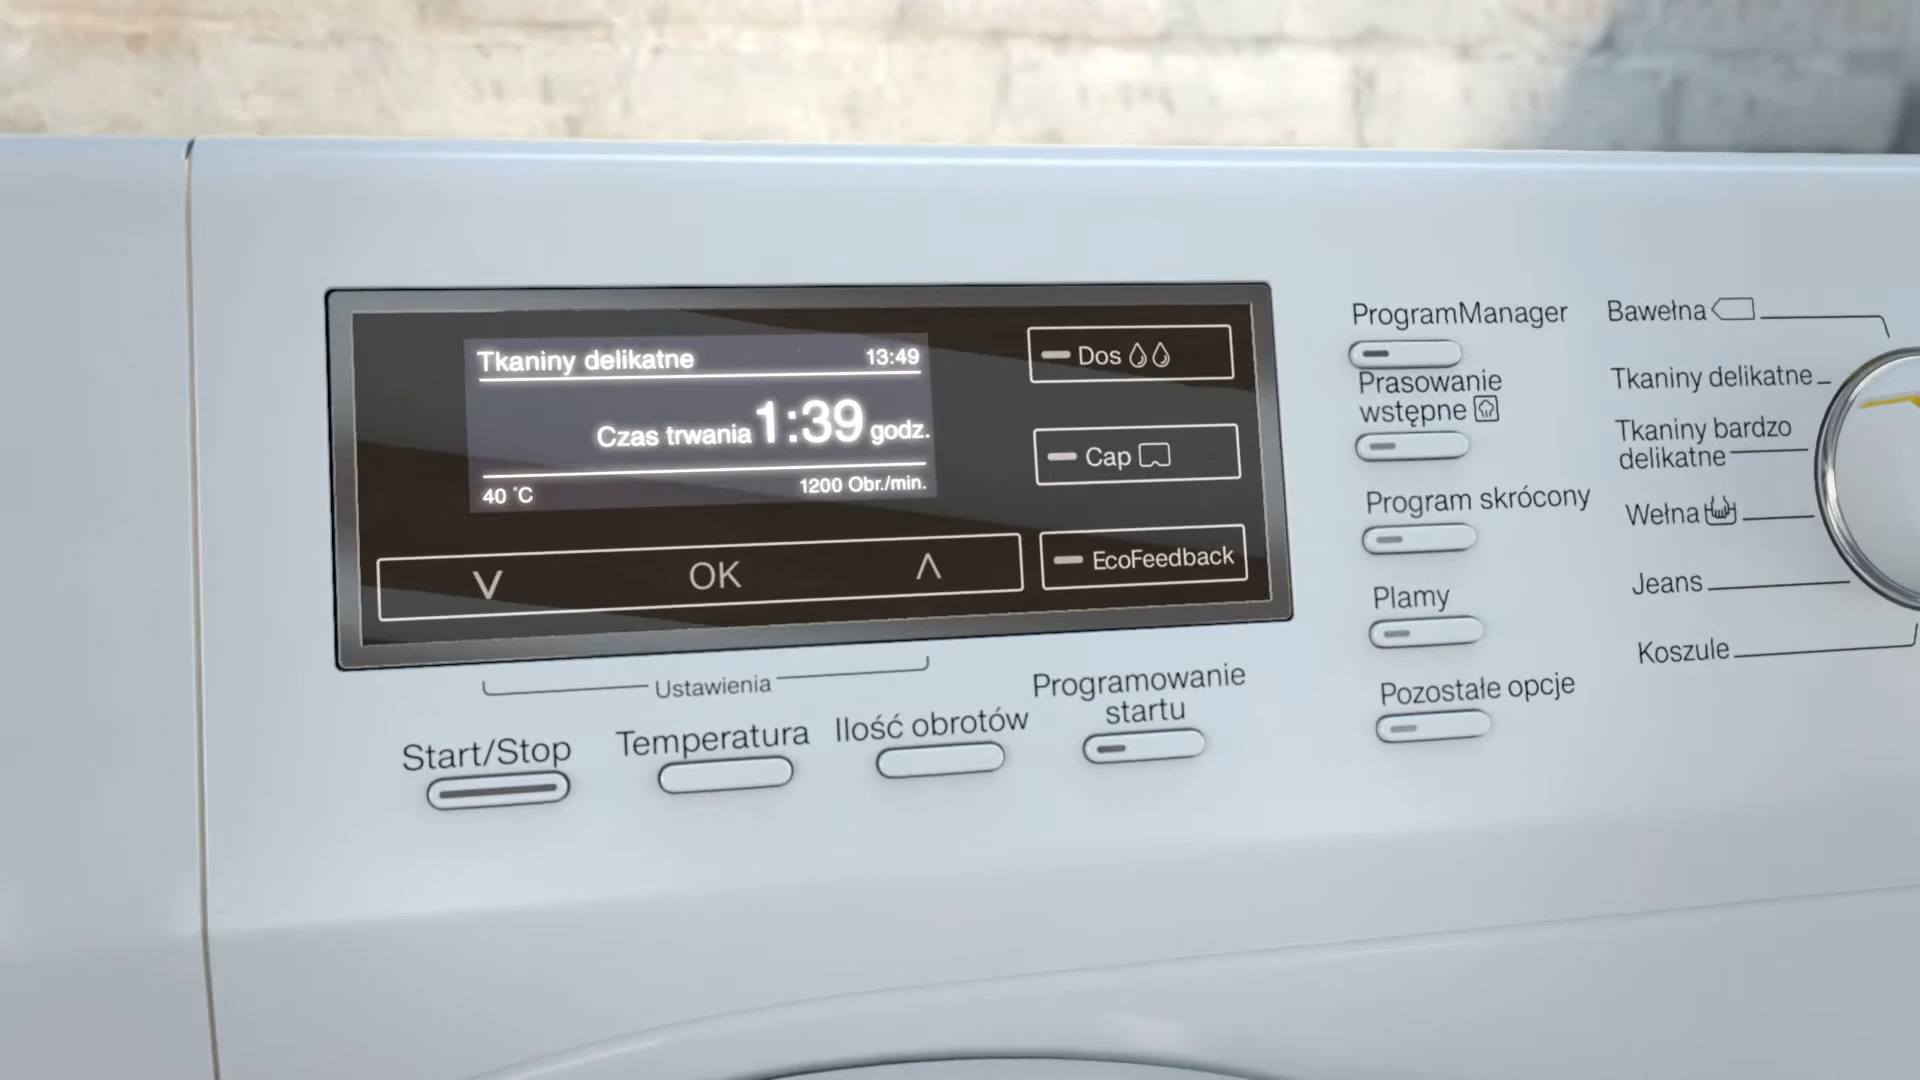 Tkaniny delikatne 13:49
Czas trwania 1:39 godz.
40 °C 1200 Obr./min.
OK
Dos
Cap
EcoFeedback
Ustawienia
Start/Stop
Temperatura
Ilość obrotów
Programowanie
startu
ProgramManager
Prasowanie
wstępne
Program skrócony
Plamy
Pozostałe opcje
Bawełna
Tkaniny delikatne
Tkaniny bardzo
delikatne
Wełna
Jeans
Koszule